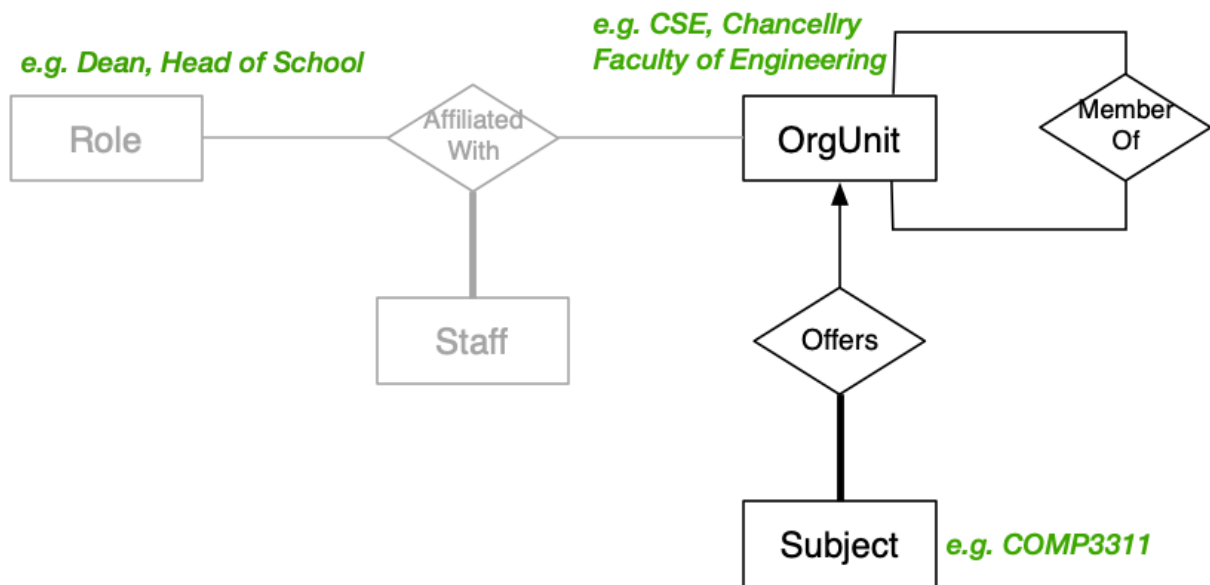 e.g. CSE, Chancellry
Faculty of Engineering
e.g. Dean, Head of School
Role
Affiliated
With
OrgUnit
Member
Of
Staff
Offers
Subject
e.g. COMP3311